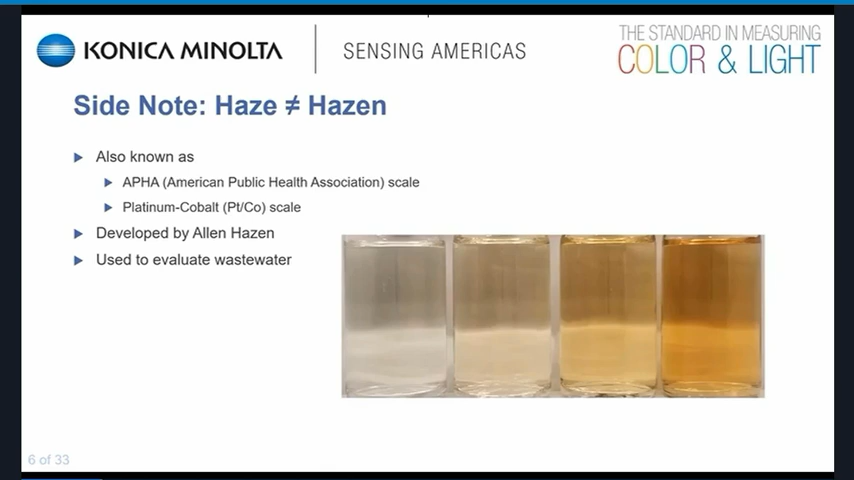 KONICA MINOLTA
SENSING AMERICAS
THE STANDARD IN MEASURING
COLOR & LIGHT
Side Note: Haze ≠ Hazen
Also known as
APHA (American Public Health Association) scale
Platinum-Cobalt (Pt/Co) scale
Developed by Allen Hazen
Used to evaluate wastewater
6 of 33